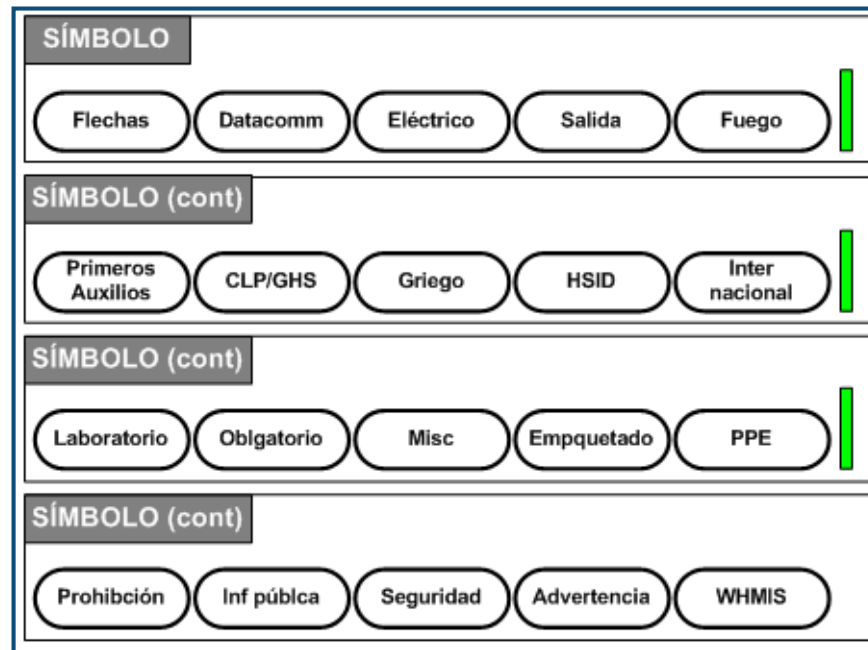 SÍMBOLO
Flechas Datacomm Eléctrico Salida Fuego
SÍMBOLO (cont)
Primeros Auxilios CLP/GHS Griego HSID Inter nacional
SÍMBOLO (cont)
Laboratorio Oblgatorio Misc Empquetado PPE
SÍMBOLO (cont)
Prohibción Inf públca Seguridad Advertencia WHMIS